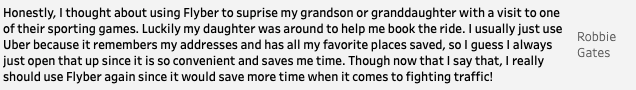 Honestly, I thought about using Flyber to suprise my grandson or granddaughter with a visit to one
of their sporting games. Luckily my daughter was around to help me book the ride. I usually just use
Uber because it remembers my addresses and has all my favorite places saved, so I guess I always
just open that up since it is so convenient and saves me time. Though now that I say that, I really
should use Flyber again since it would save more time when it comes to fighting traffic!
Robbie
Gates